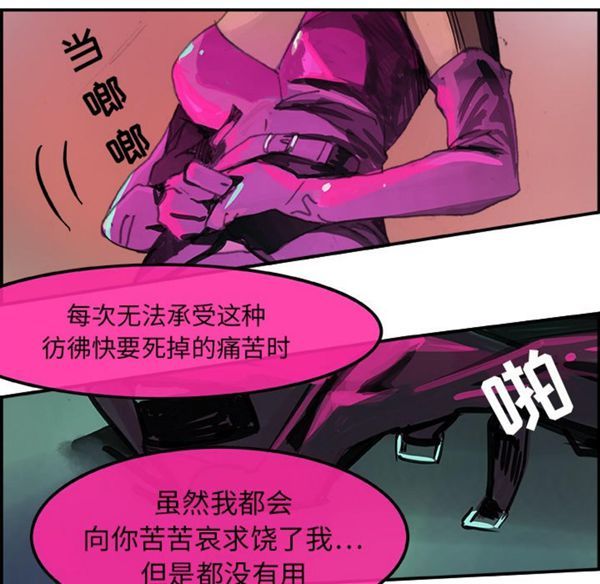 当啷啷
每次无法承受这种
彷彿快要死掉的痛苦时
啪
虽然我都会
向你苦苦哀求饶了我...
但是都没有用